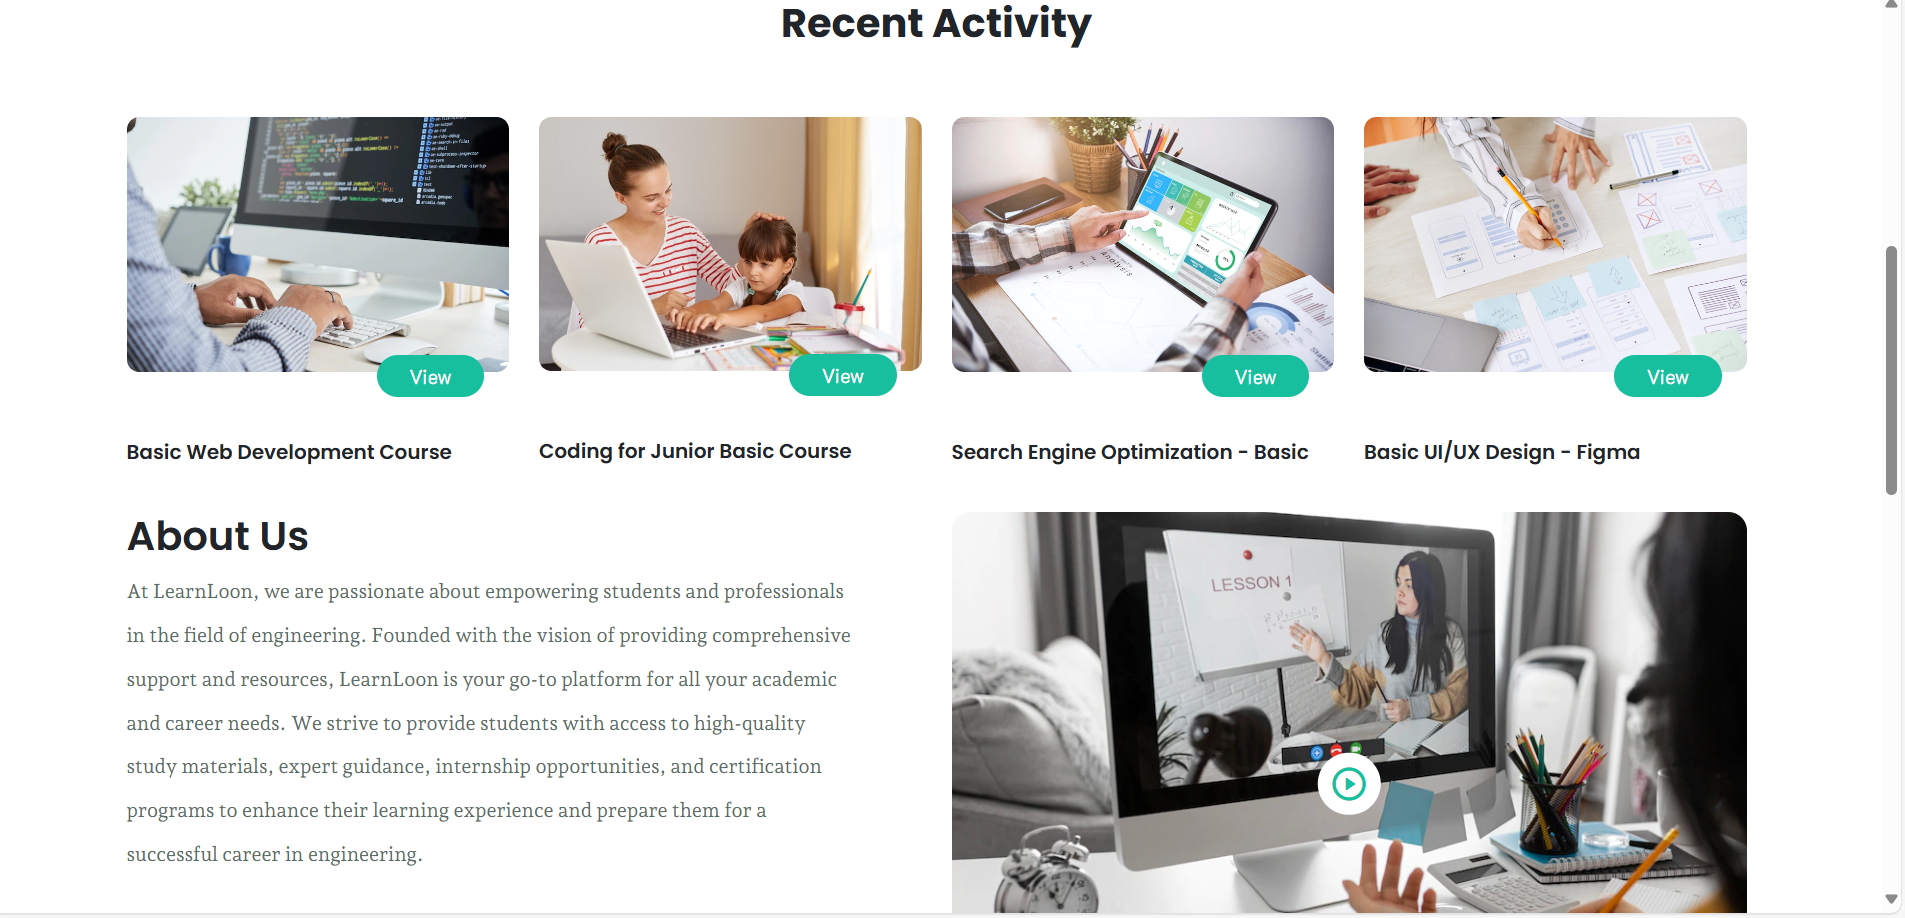 Recent Activity
View
View
View
View
Basic Web Development Course
Coding for Junior Basic Course
Search Engine Optimization - Basic
Basic UI/UX Design - Figma
About Us
At LearnLoon, we are passionate about empowering students and professionals
in the field of engineering. Founded with the vision of providing comprehensive
support and resources, LearnLoon is your go-to platform for all your academic
and career needs. We strive to provide students with access to high-quality
study materials, expert guidance, internship opportunities, and certification
programs to enhance their learning experience and prepare them for a
successful career in engineering.
LESSON 1
Analysis